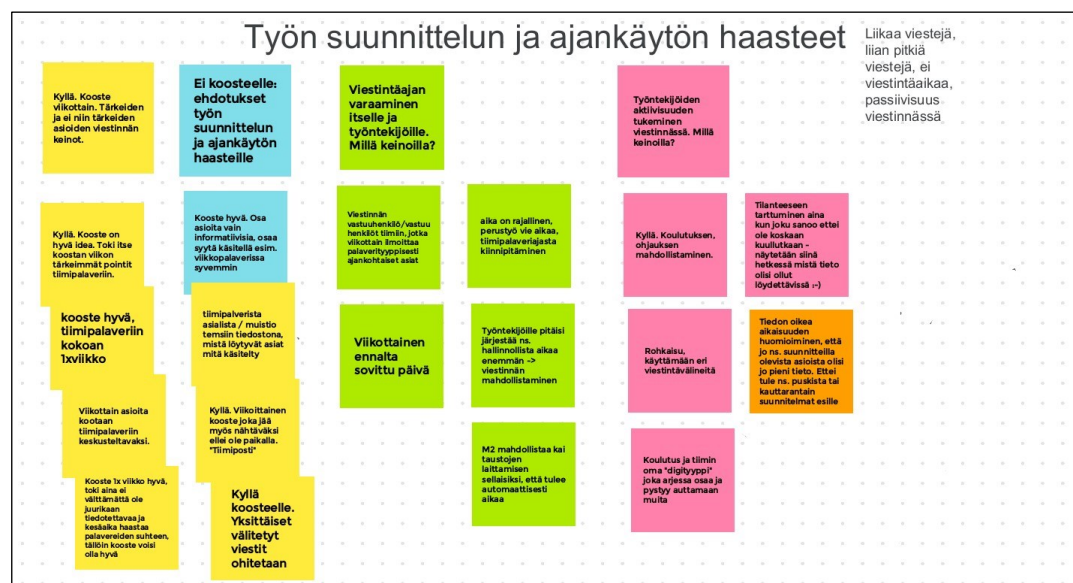 Työn suunnittelun ja ajankäytön haasteet
Liikaa viestejä,
liian pitkiä
viestejä, ei
viestintäaikaa,
passiivisuus
viestinnässä
Kyllä. Kooste
viikottain. Tärkeiden
ja ei niin tärkeiden
asioiden viestinnän
keinot.
Ei koosteelle:
ehdotukset
työn
suunnittelun
ja ajankäytön
haasteille
Viestintäajan
varaaminen
itselle ja
työntekijöille.
Millä keinoilla?
Työntekijöiden
aktiivisuuden
tukeminen
viestinnässä. Millä
keinoilla?
Kyllä. Kooste on
hyvä idea. Toki itse
koostan viikon
tärkeimmät pointit
tiimipalaveriin.
Kooste hyvä. Osa
asioita vain
informatiivisia, osaa
syytä käsitellä esim.
viikkopalaverissa
syvemmin
Viestinnän
vastuuhenkilö/vastuu
henkilöt tiimiin, jotka
viikottain ilmoittaa
palaverityyppisesti
ajankohtaiset asiat
aika on rajallinen,
perustyö vie aikaa,
tiimipalaveriajasta
kiinnipitäminen
Kyllä. Koulutuksen,
ohjauksen
mahdollistaminen.
Tilanteeseen
tarttuminen aina
kun joku sanoo ettei
ole koskaan
kuullutkaan -
näytetään siinä
hetkessä mistä tieto
olisi ollut
löydettävissä :-)
kooste hyvä,
tiimipalaveriin
kokoan
1xviikko
tiimipalverista
asialista / muistio
temsiin tiedostona,
mistä löytyvät asiat
mitä käsitelty
Viikottainen
ennalta
sovittu päivä
Työntekijöille pitäisi
järjestää ns.
hallinnollista aikaa
enemmän ->
viestinnän
mahdollistaminen
Rohkaisu,
käyttämään eri
viestintävälineitä
Tiedon oikea
aikaisuuden
huomioiminen, että
jo ns. suunnitteilla
olevista asioista olisi
jo pieni tieto. Ettei
tule ns. puskista tai
kauttarantain
suunnitelmat esille
Viikottain asioita
kootaan
tiimipalaveriin
keskusteltavaksi.
Kyllä. Viikoittainen
kooste joka jää
myös nähtäväksi
ellei ole paikalla.
"Tiimiposti"
M2 mahdollistaa kai
taustojen
laittamisen
sellaisiksi, että tulee
automaattisesti
aikaa
Koulutus ja tiimin
oma "digityyppi"
joka arjessa osaa ja
pystyy auttamaan
muita
Kooste 1x viikko hyvä,
toki aina ei
välttämättä ole
juurikaan
tiedotettavaa ja
kesäaika haastaa
palavereiden suhteen,
tällöin kooste voisi
olla hyvä
Kyllä
koosteelle.
Yksittäiset
välitetyt
viestit
ohitetaan